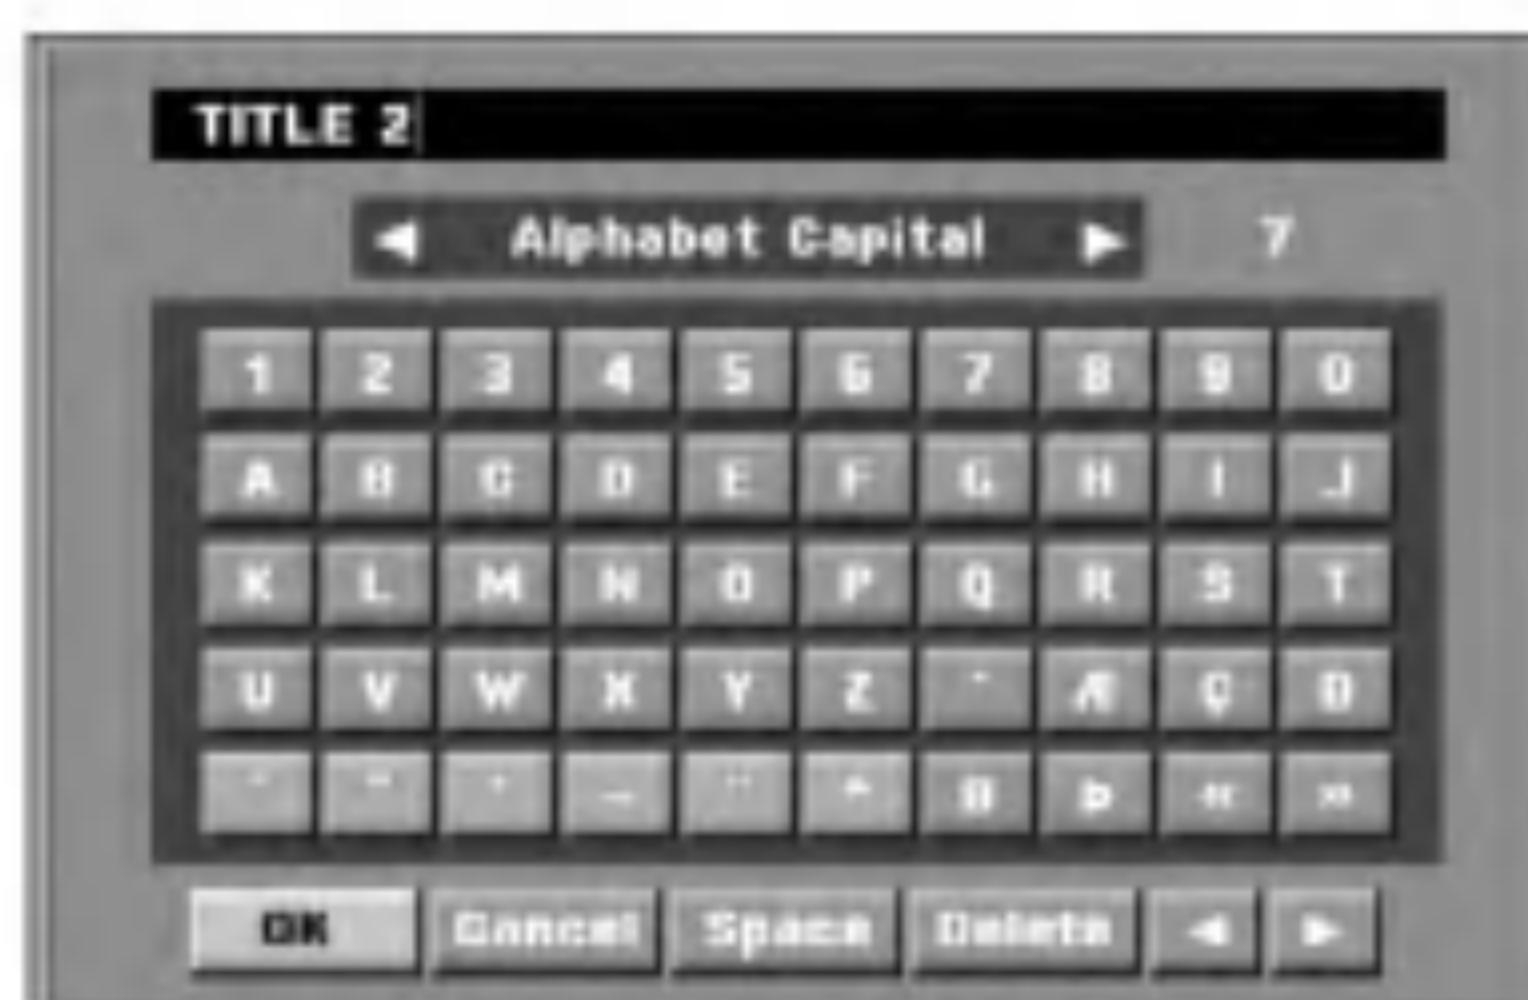 TITLE 2
◀ Alphabet Capital ▶ 7
1 2 3 4 5 6 7 8 9 0
A B C D E F G H I J
K L M N O P Q R S T
U V W X Y Z Æ Ç
« »
OK Cancel Space Delete ◀ ▶